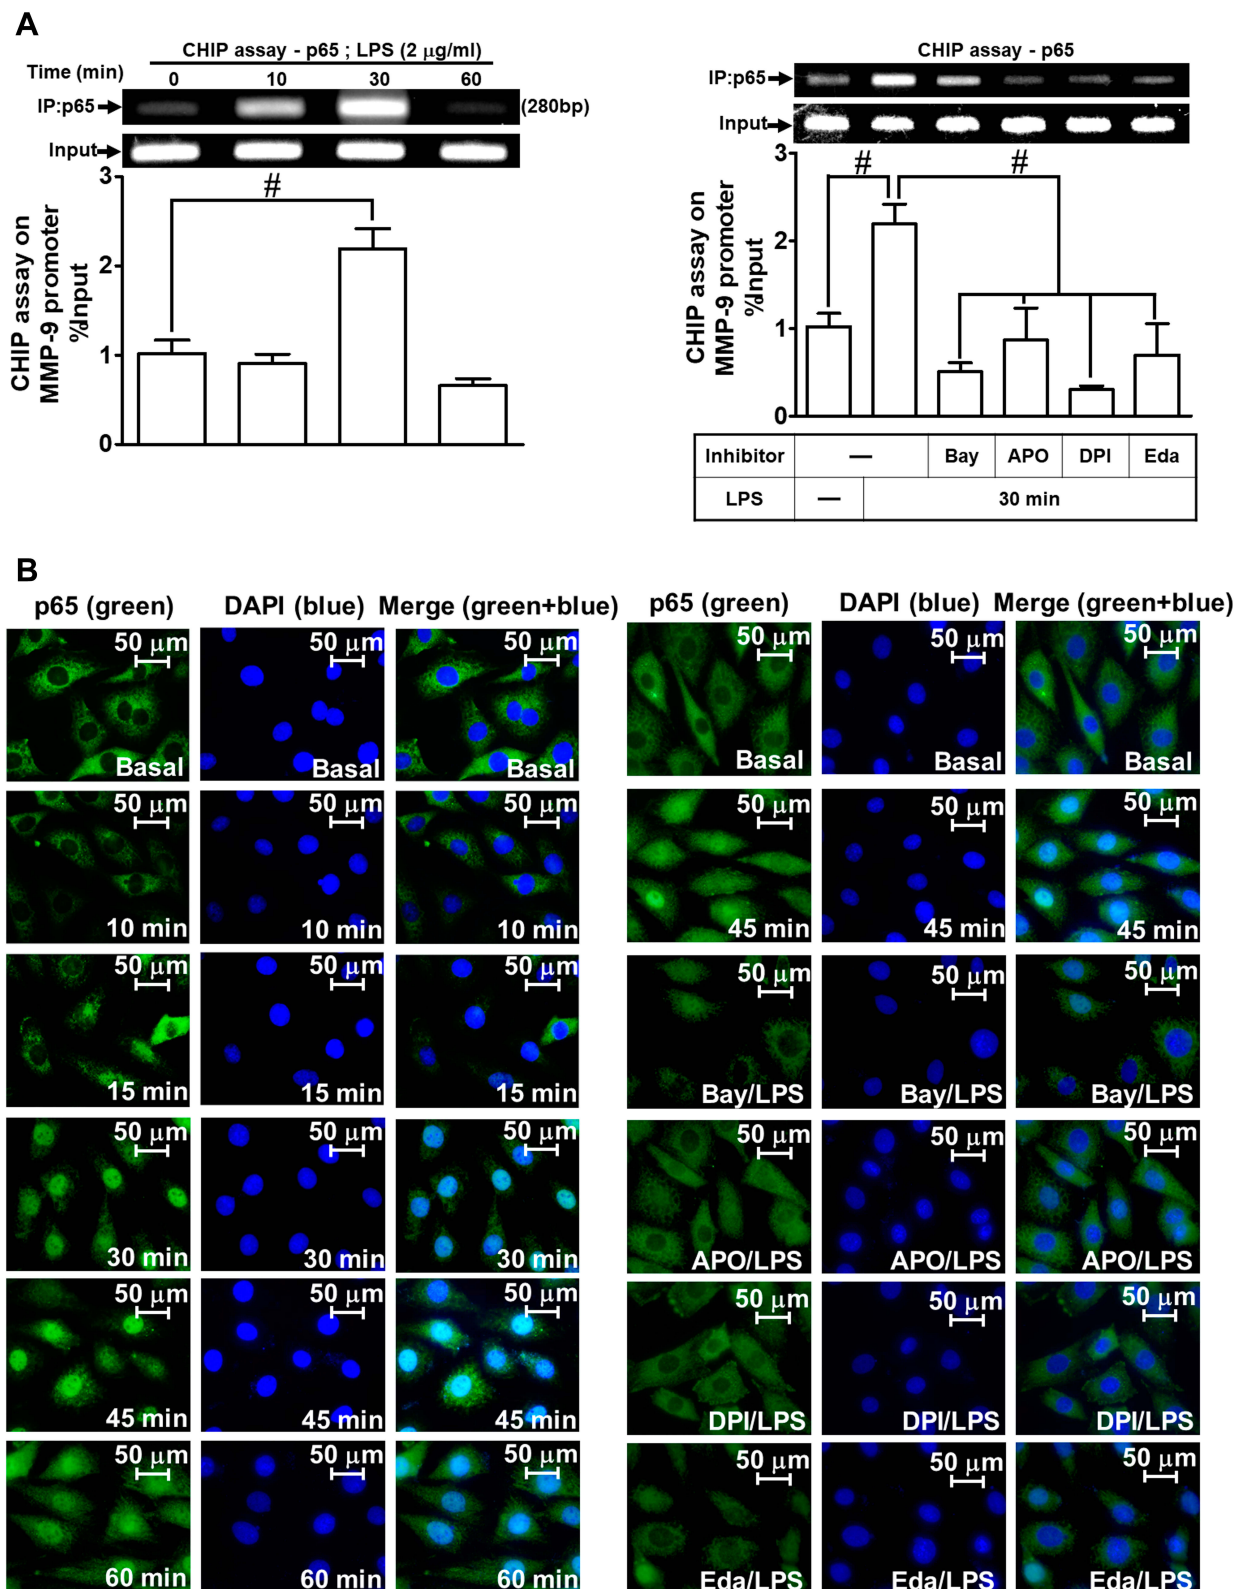 A
CHIP assay - p65 ; LPS (2 μg/ml)
Time (min) 0 10 30 60
IP:p65 (280bp)
Input
#
CHIP assay on
MMP-9 promoter
%Input
3
2
1
0
CHIP assay - p65
IP:p65
Input
# #
CHIP assay on
MMP-9 promoter
%Input
3
2
1
0
Inhibitor — Bay APO DPI Eda
LPS — 30 min
B
p65 (green) DAPI (blue) Merge (green+blue)
50 μm 50 μm 50 μm
Basal Basal Basal
50 μm 50 μm 50 μm
10 min 10 min 10 min
50 μm 50 μm 50 μm
15 min 15 min 15 min
50 μm 50 μm 50 μm
30 min 30 min 30 min
50 μm 50 μm 50 μm
45 min 45 min 45 min
50 μm 50 μm 50 μm
60 min 60 min 60 min
p65 (green) DAPI (blue) Merge (green+blue)
50 μm 50 μm 50 μm
Basal Basal Basal
50 μm 50 μm 50 μm
45 min 45 min 45 min
50 μm 50 μm 50 μm
Bay/LPS Bay/LPS Bay/LPS
50 μm 50 μm 50 μm
APO/LPS APO/LPS APO/LPS
50 μm 50 μm 50 μm
DPI/LPS DPI/LPS DPI/LPS
50 μm 50 μm 50 μm
Eda/LPS Eda/LPS Eda/LPS